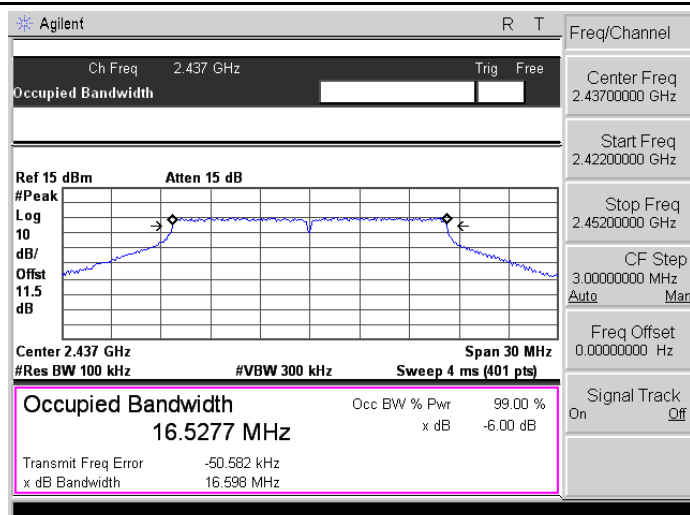 Agilent R T
Freq/Channel
Ch Freq 2.437 GHz Trig Free
Occupied Bandwidth
Center Freq
2.43700000 GHz
Start Freq
2.42200000 GHz
Stop Freq
2.45200000 GHz
CF Step
3.00000000 MHz
Auto Man
Freq Offset
0.00000000 Hz
Signal Track
On Off
Ref 15 dBm Atten 15 dB
#Peak
Log
10
dB/
Offst
11.5
dB
Center 2.437 GHz Span 30 MHz
#Res BW 100 kHz #VBW 300 kHz Sweep 4 ms (401 pts)
Occupied Bandwidth Occ BW % Pwr 99.00 %
16.5277 MHz x dB -6.00 dB
Transmit Freq Error -50.582 kHz
x dB Bandwidth 16.598 MHz